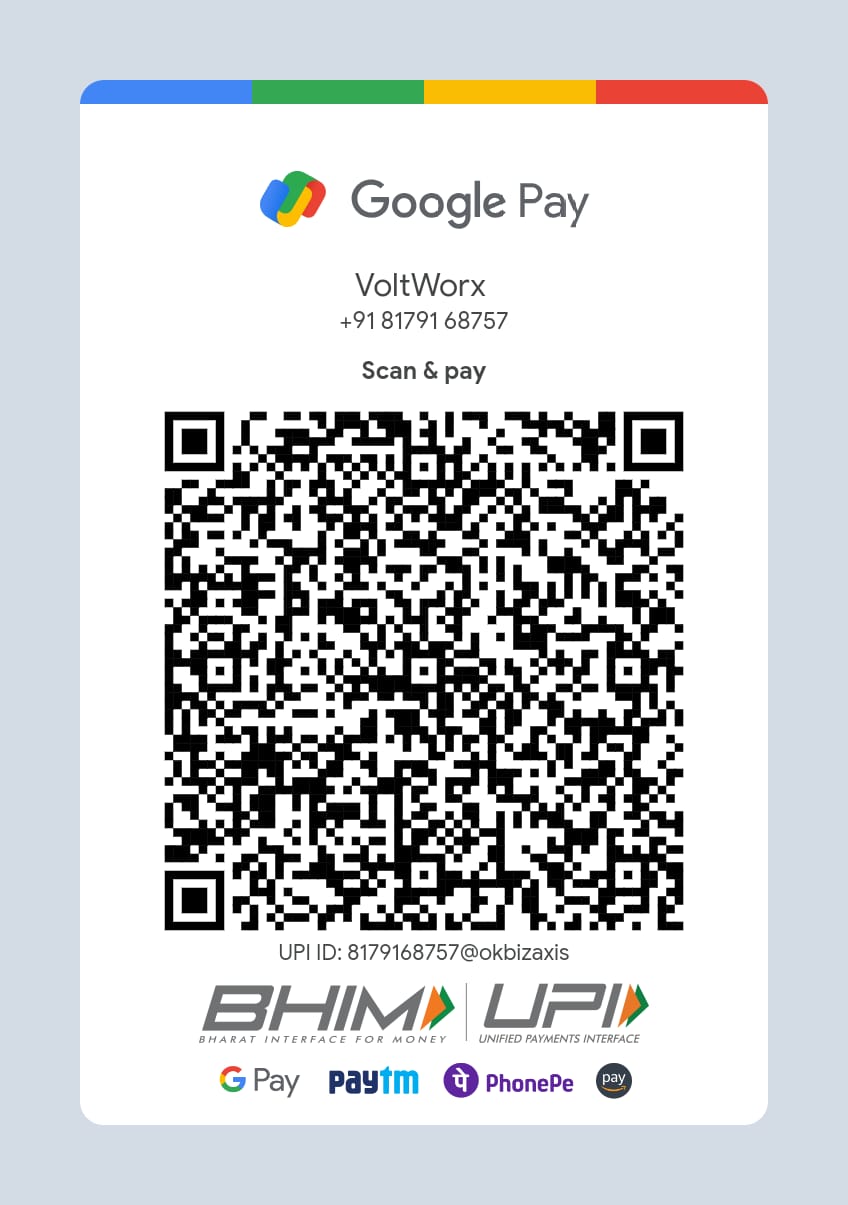 Google Pay
VoltWorx
+91 81791 68757
Scan & pay
UPI ID: 8179168757@okbizaxis
BHIM UPI
BHARAT INTERFACE FOR MONEY UNIFIED PAYMENTS INTERFACE
G Pay paytm पे PhonePe pay